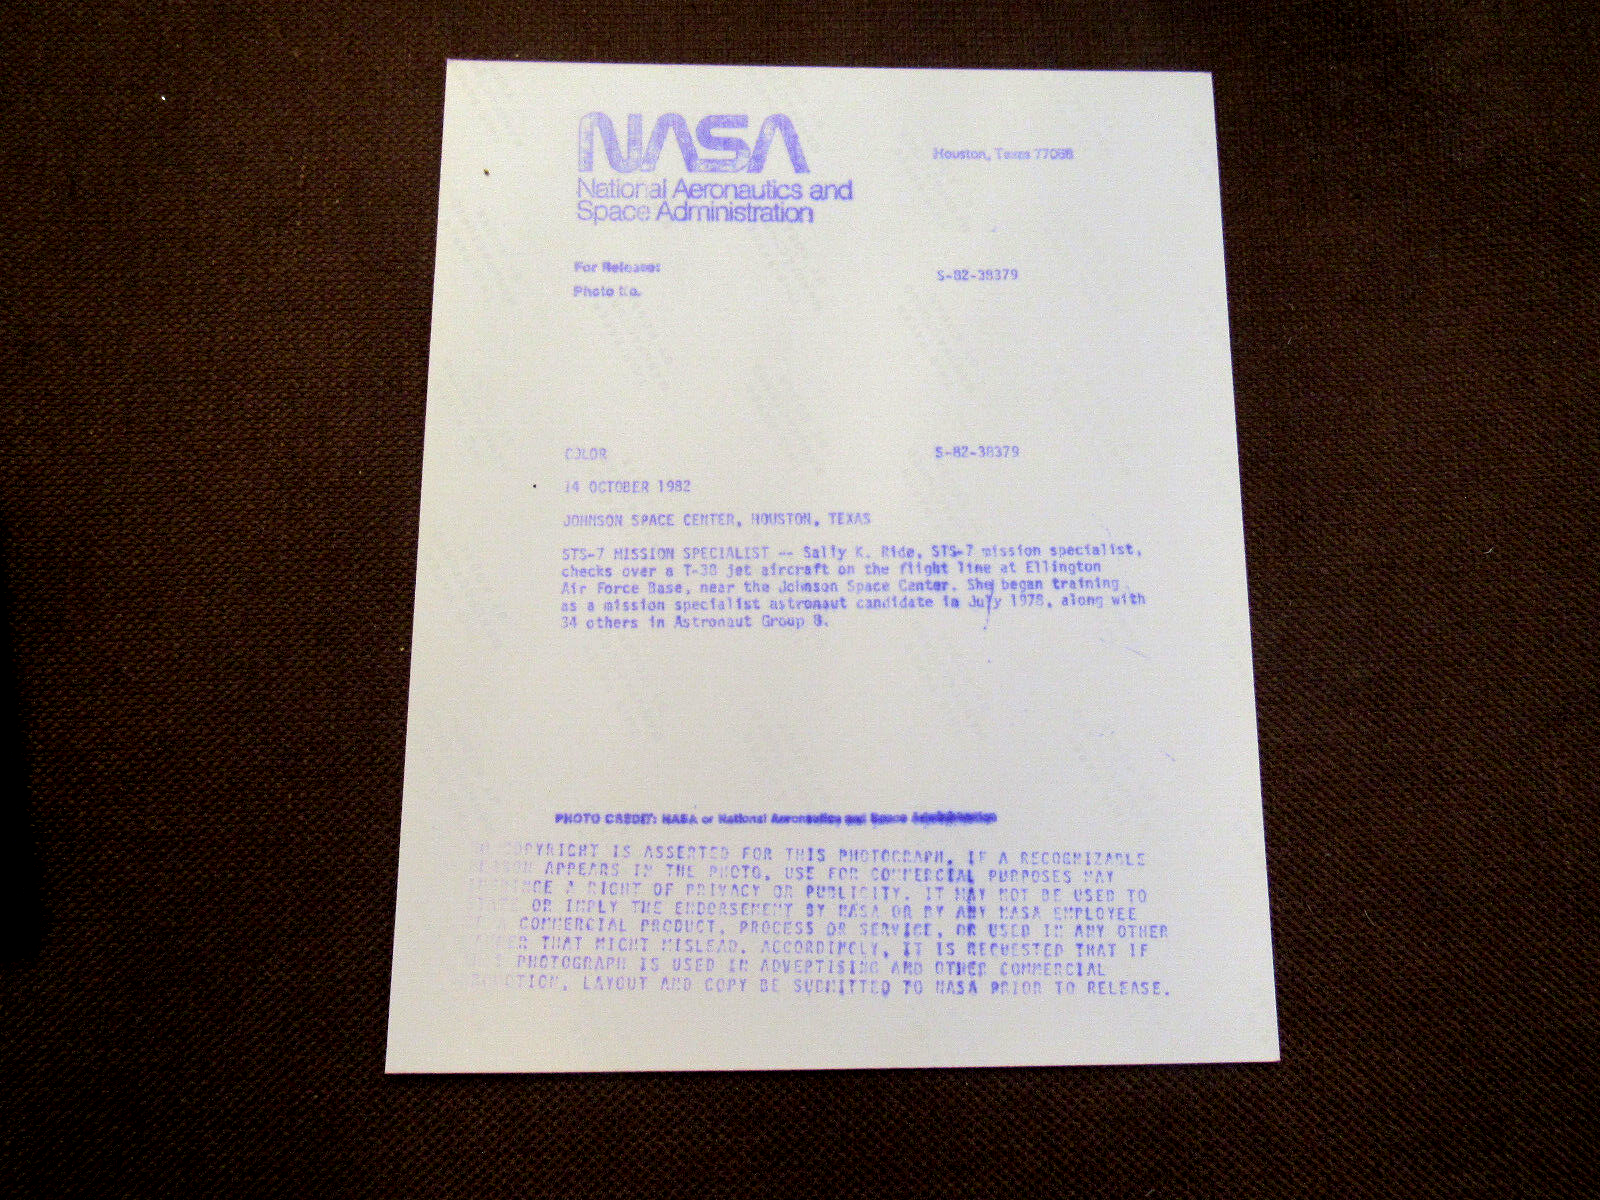 NASA
National Aeronautics and
Space Administration
Houston, Texas 77058
For Release:
Photo No.
S-82-38379
COLOR
S-82-38379
14 OCTOBER 1982
JOHNSON SPACE CENTER, HOUSTON, TEXAS
STS-7 MISSION SPECIALIST -- Sally K. Ride, STS-7 mission specialist,
checks over a T-38 jet aircraft on the flight line at Ellington
Air Force Base, near the Johnson Space Center. She began training
as a mission specialist astronaut candidate in July 1978, along with
34 others in Astronaut Group 8.
PHOTO CREDIT: NASA or National Aeronautics and Space Administration
COPYRIGHT IS ASSERTED FOR THIS PHOTOGRAPH. IF A RECOGNIZABLE
PERSON APPEARS IN THE PHOTO, USE FOR COMMERCIAL PURPOSES MAY
INFRINGE A RIGHT OF PRIVACY OR PUBLICITY. IT MAY NOT BE USED TO
STATE OR IMPLY THE ENDORSEMENT BY NASA OR BY ANY NASA EMPLOYEE
A COMMERCIAL PRODUCT, PROCESS OR SERVICE, OR USED IN ANY OTHER
MANNER THAT MIGHT MISLEAD. ACCORDINGLY, IT IS REQUESTED THAT IF
PHOTOGRAPH IS USED IN ADVERTISING AND OTHER COMMERCIAL
LAYOUT AND COPY BE SUBMITTED TO NASA PRIOR TO RELEASE.